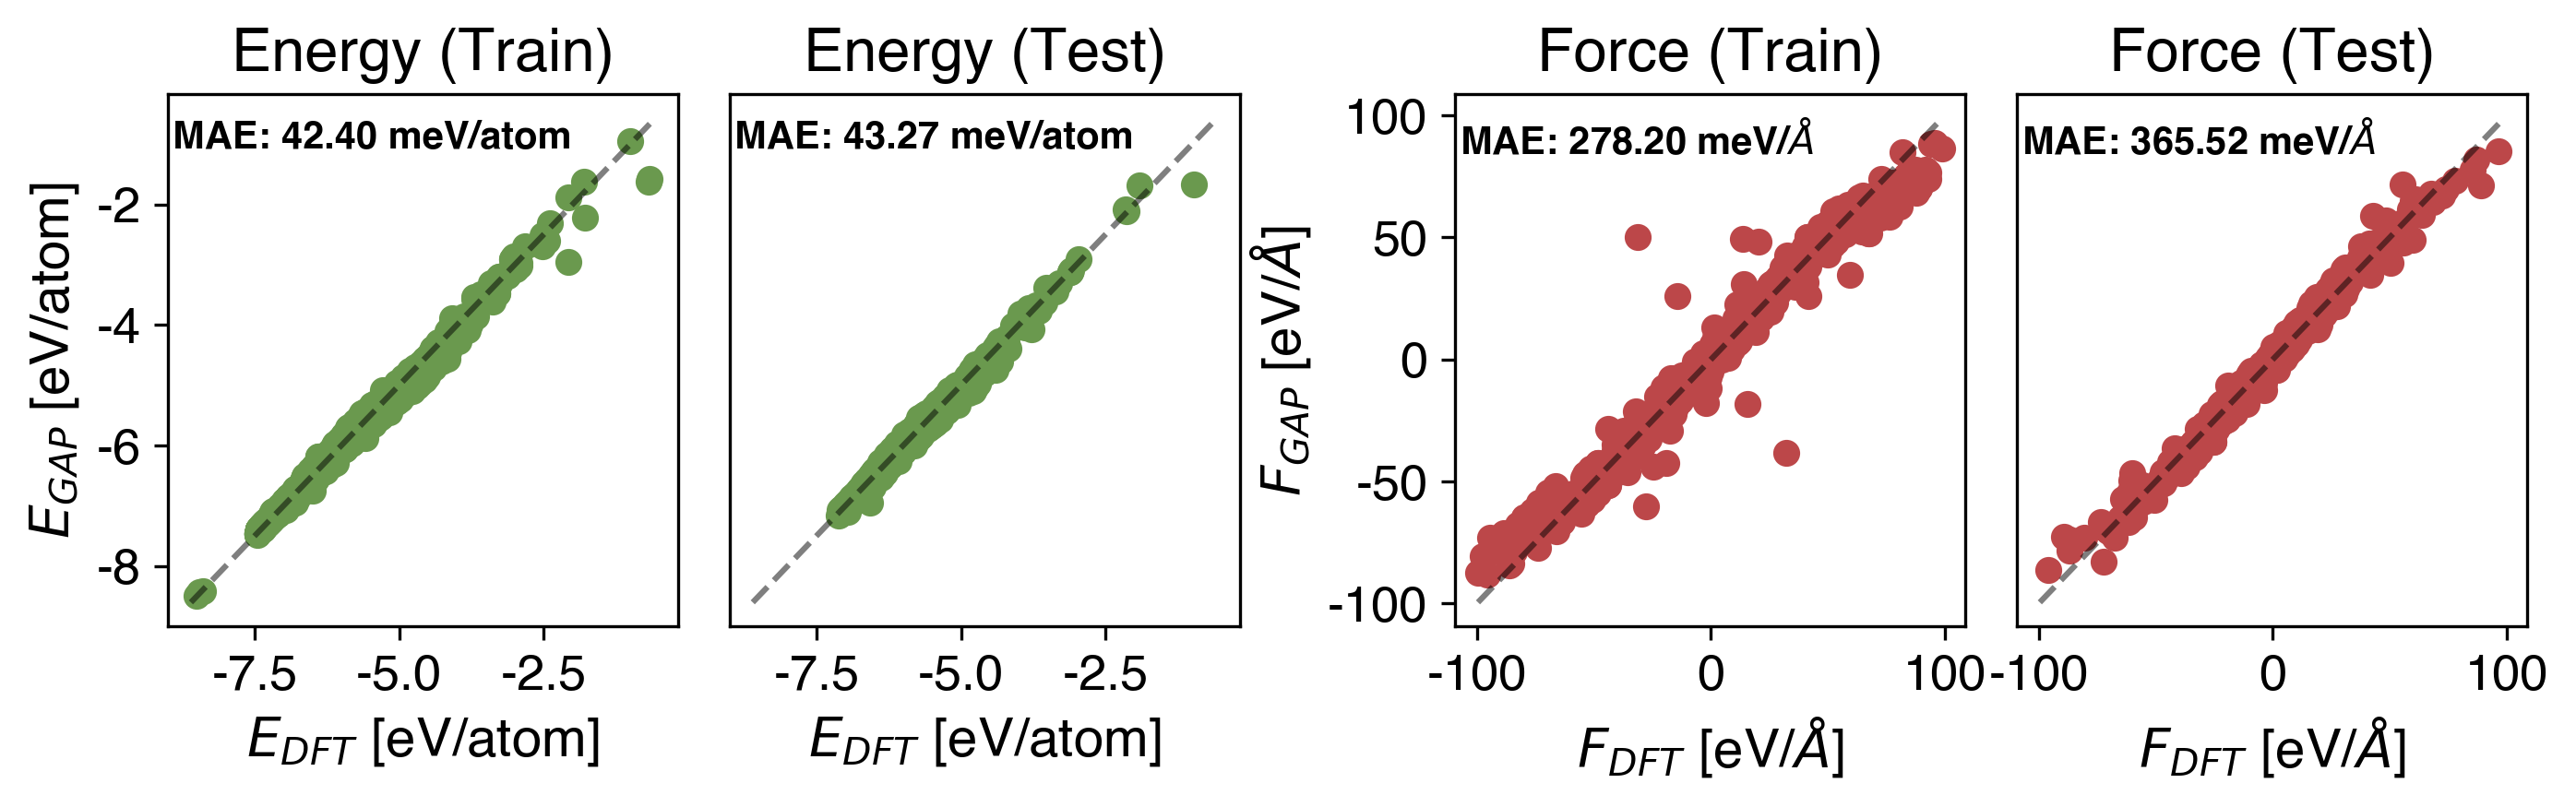 Energy (Train)
Energy (Test)
Force (Train)
Force (Test)
MAE: 42.40 meV/atom
MAE: 43.27 meV/atom
MAE: 278.20 meV/Å
MAE: 365.52 meV/Å
E_GAP [eV/atom]
-2
-4
-6
-8
-7.5 -5.0 -2.5
E_DFT [eV/atom]
-7.5 -5.0 -2.5
E_DFT [eV/atom]
F_GAP [eV/Å]
100
50
0
-50
-100
-100 0 100
F_DFT [eV/Å]
-100 0 100
F_DFT [eV/Å]